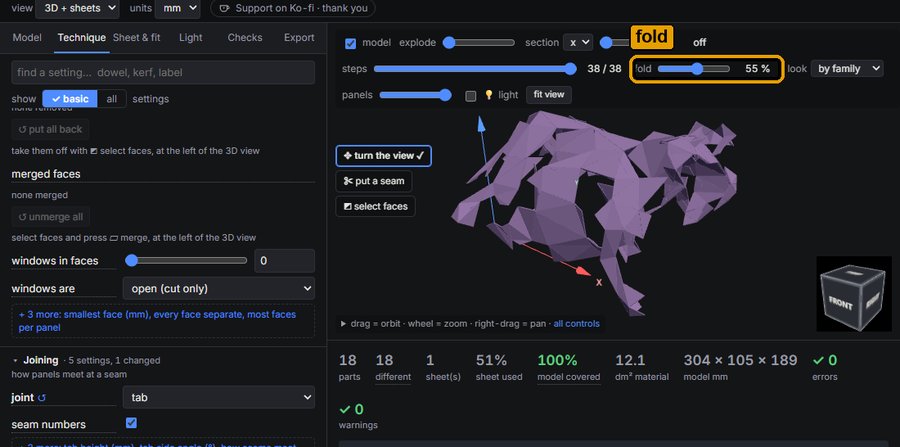 view 3D + sheets units mm Support on Ko-fi · thank you
Model Technique Sheet & fit Light Checks Export
find a setting... dowel, kerf, label
show ✓ basic all settings
none removed
↺ put all back
take them off with ◩ select faces, at the left of the 3D view
merged faces
none merged
↺ unmerge all
select faces and press ▱ merge, at the left of the 3D view
windows in faces 0
windows are open (cut only)
+ 3 more: smallest face (mm), every face separate, most faces
per panel
Joining · 5 settings, 1 changed
how panels meet at a seam
joint ↺ tab
seam numbers
model explode section x off
fold
steps 38 / 38 fold 55 % look by family
panels light fit view
✥ turn the view ✓
✀ put a seam
◩ select faces
X
FRONT
▶ drag = orbit · wheel = zoom · right-drag = pan · all controls
18 18 1 51% 100% 12.1 304 × 105 × 189 ✓ 0
parts different sheet(s) sheet used model covered dm² material model mm errors
✓ 0
warnings